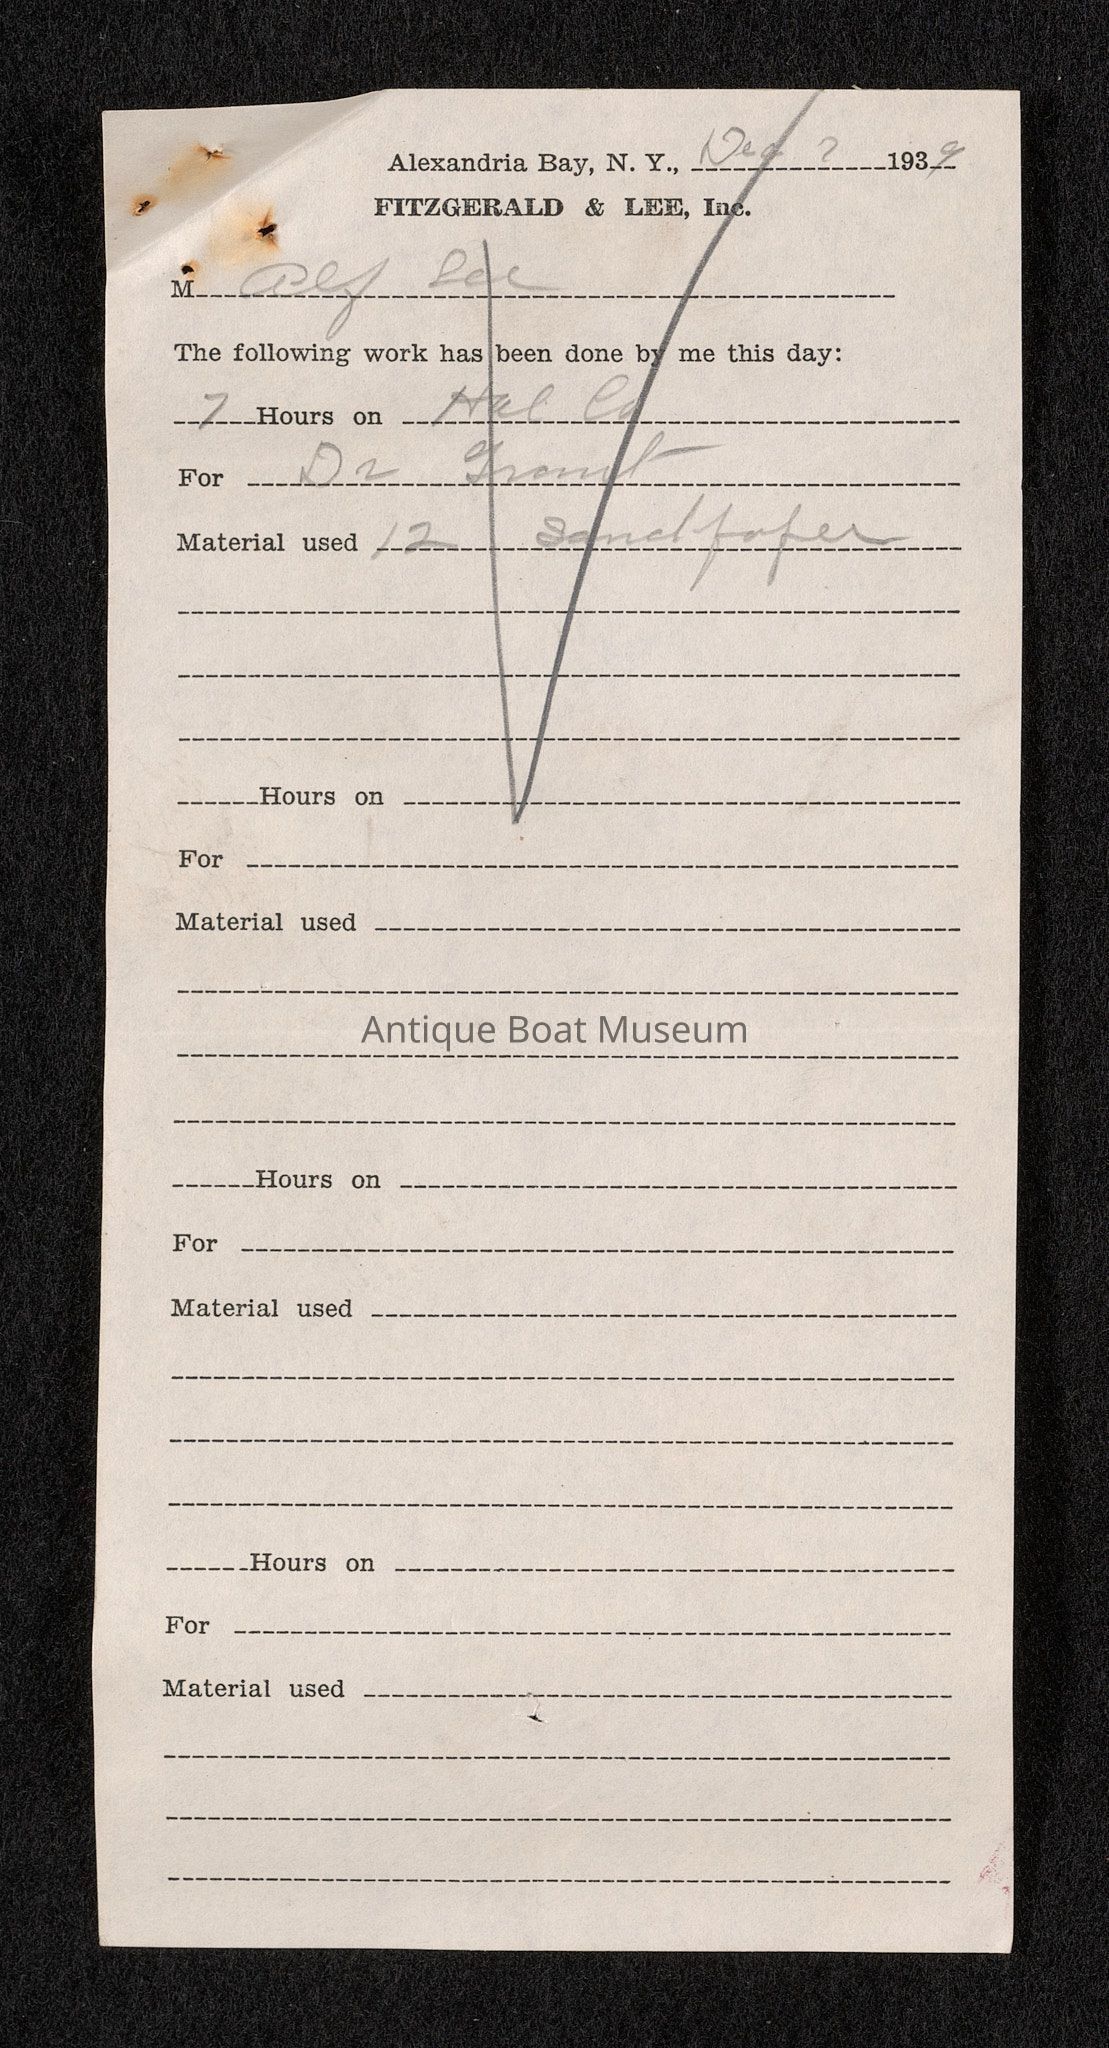 Alexandria Bay, N. Y., Dec 7 1939
FITZGERALD & LEE, Inc.
M Alf Lee
The following work has been done by me this day:
7 Hours on Hal Co
For Dr Grant
Material used 12 Sandpaper
Hours on
For
Material used
Antique Boat Museum
Hours on
For
Material used
Hours on
For
Material used